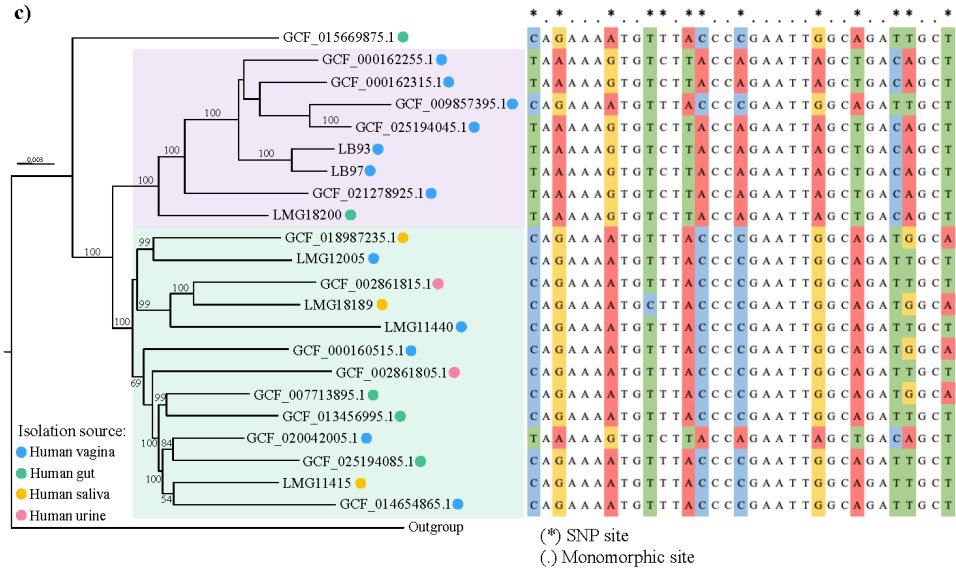 c)
* . * . . . * . . * * . * * . . * . . . . . * . . * . . * * . . *
GCF_015669875.1 C A G A A A A T G T T T A C C C C G A A T T G G C A G A T T G C T
GCF_000162255.1 T A A A A A G T G T C T T A C C A G A A T T A G C T G A C A G C T
GCF_000162315.1 T A A A A A G T G T C T T A C C A G A A T T A G C T G A C A G C T
GCF_009857395.1 C A G A A A A T G T T T A C C C C G A A T T G G C A G A T T G C T
100
100 GCF_025194045.1 T A A A A A G T G T C T T A C C A G A A T T A G C T G A C A G C T
LB93 T A A A A A G T G T C T T A C C A G A A T T A G C T G A C A G C T
100
100
0.003
LB97 T A A A A A G T G T C T T A C C A G A A T T A G C T G A C A G C T
100
GCF_021278925.1 T A A A A A G T G T C T T A C C A G A A T T A G C T G A C A G C T
LMG18200 T A A A A A G T G T C T T A C C A G A A T T A G C T G A C A G C T
GCF_018987235.1 C A G A A A A T G T T T A C C C C G A A T T G G C A G A T G G C A
99
100
LMG12005 C A G A A A A T G T T T A C C C C G A A T T G G C A G A T T G C T
GCF_002861815.1 C A G A A A A T G T T T A C C C C G A A T T G G C A G A T T G C T
100
99
LMG18189 C A G A A A A T G C T T A C C C C G A A T T G G C A G A T G G C A
100
LMG11440 C A G A A A A T G T T T A C C C C G A A T T G G C A G A T T G C T
GCF_000160515.1 C A G A A A A T G T T T A C C C C G A A T T G G C A G A T G G C A
GCF_002861805.1 C A G A A A A T G T T T A C C C C G A A T T G G C A G A T T G C T
69
GCF_007713895.1 C A G A A A A T G T T T A C C C C G A A T T G G C A G A T G G C A
99
GCF_013456995.1 C A G A A A A T G T T T A C C C C G A A T T G G C A G A T T G C T
Isolation source:
GCF_020042005.1 T A A A A A G T G T C T T A C C A G A A T T A G C T G A C A G C T
100 84
Human vagina
GCF_025194085.1 C A G A A A A T G T T T A C C C C G A A T T G G C A G A T T G C T
Human gut
100
LMG11415 C A G A A A A T G T T T A C C C C G A A T T G G C A G A T T G C T
Human saliva
54
GCF_014654865.1 C A G A A A A T G T T T A C C C C G A A T T G G C A G A T T G C T
Human urine
Outgroup
(*) SNP site
(.) Monomorphic site